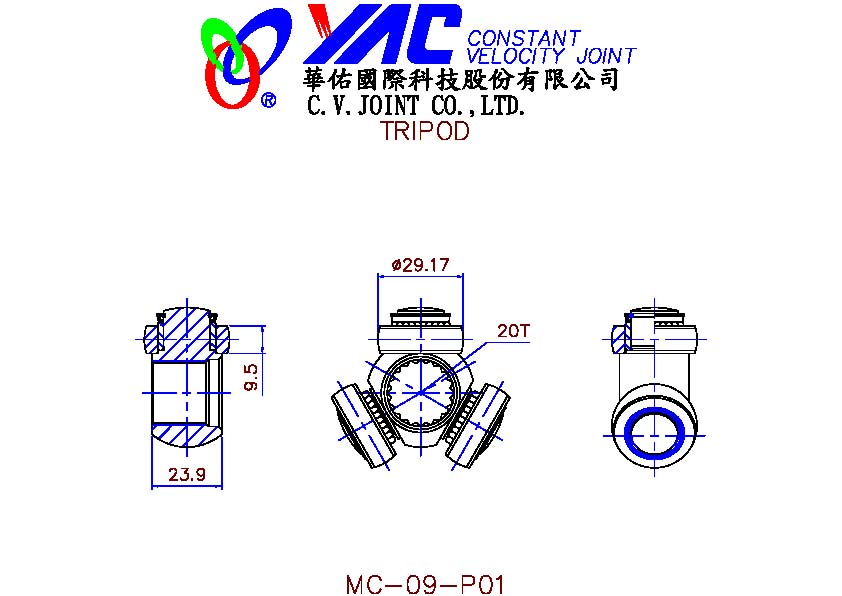 YAC CONSTANT
VELOCITY JOINT
®
華佑國際科技股份有限公司
C.V.JOINT CO.,LTD.
TRIPOD
ø29.17
20T
9.5
23.9
MC-09-P01